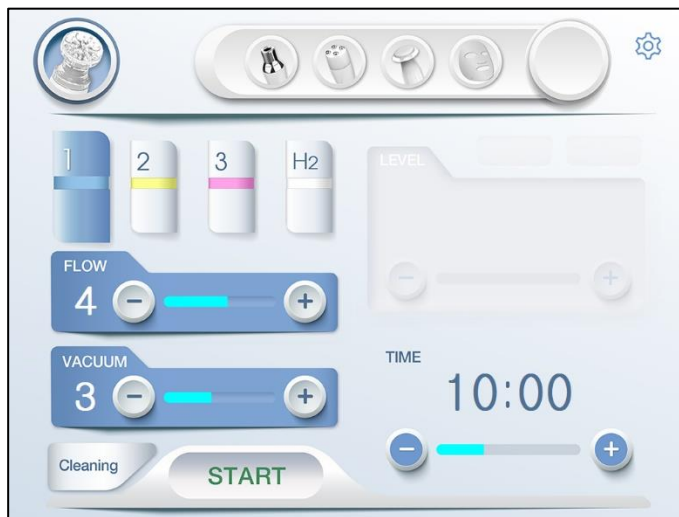 1
2
3
H2
LEVEL
FLOW
4
VACUUM
3
TIME
10:00
Cleaning
START